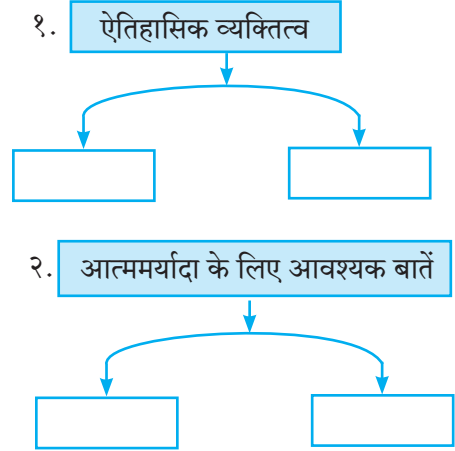 १. ऐतिहासिक व्यक्तित्व
२. आत्ममर्यादा के लिए आवश्यक बातें